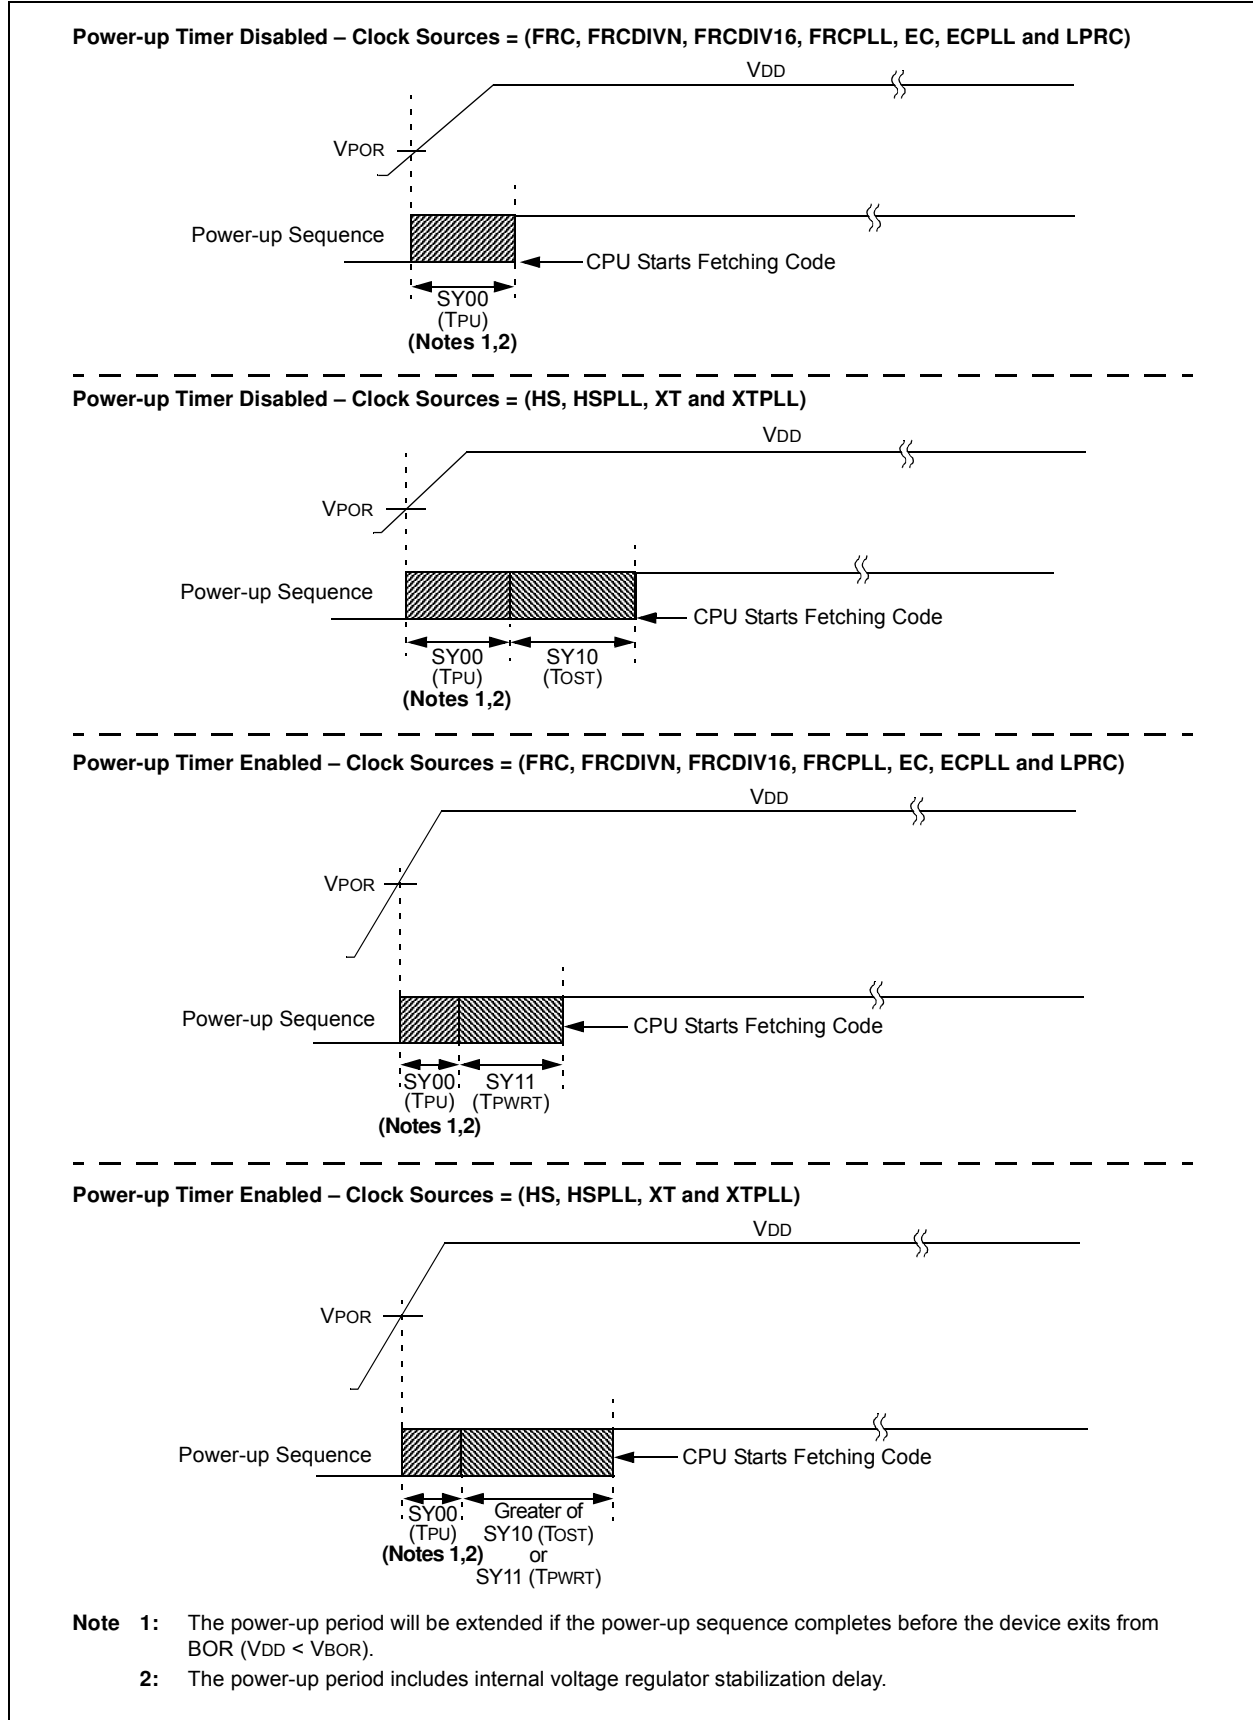 Power-up Timer Disabled – Clock Sources = (FRC, FRCDIVN, FRCDIV16, FRCPLL, EC, ECPLL and LPRC)
VDD
VPOR
Power-up Sequence
CPU Starts Fetching Code
SY00
(TPU)
(Notes 1,2)
Power-up Timer Disabled – Clock Sources = (HS, HSPLL, XT and XTPLL)
VDD
VPOR
Power-up Sequence
CPU Starts Fetching Code
SY00 SY10
(TPU) (TOST)
(Notes 1,2)
Power-up Timer Enabled – Clock Sources = (FRC, FRCDIVN, FRCDIV16, FRCPLL, EC, ECPLL and LPRC)
VDD
VPOR
Power-up Sequence
CPU Starts Fetching Code
SY00 SY11
(TPU) (TPWRT)
(Notes 1,2)
Power-up Timer Enabled – Clock Sources = (HS, HSPLL, XT and XTPLL)
VDD
VPOR
Power-up Sequence
CPU Starts Fetching Code
SY00 Greater of
(TPU) SY10 (TOST)
(Notes 1,2) or
SY11 (TPWRT)
Note 1: The power-up period will be extended if the power-up sequence completes before the device exits from
BOR (VDD < VBOR).
2: The power-up period includes internal voltage regulator stabilization delay.